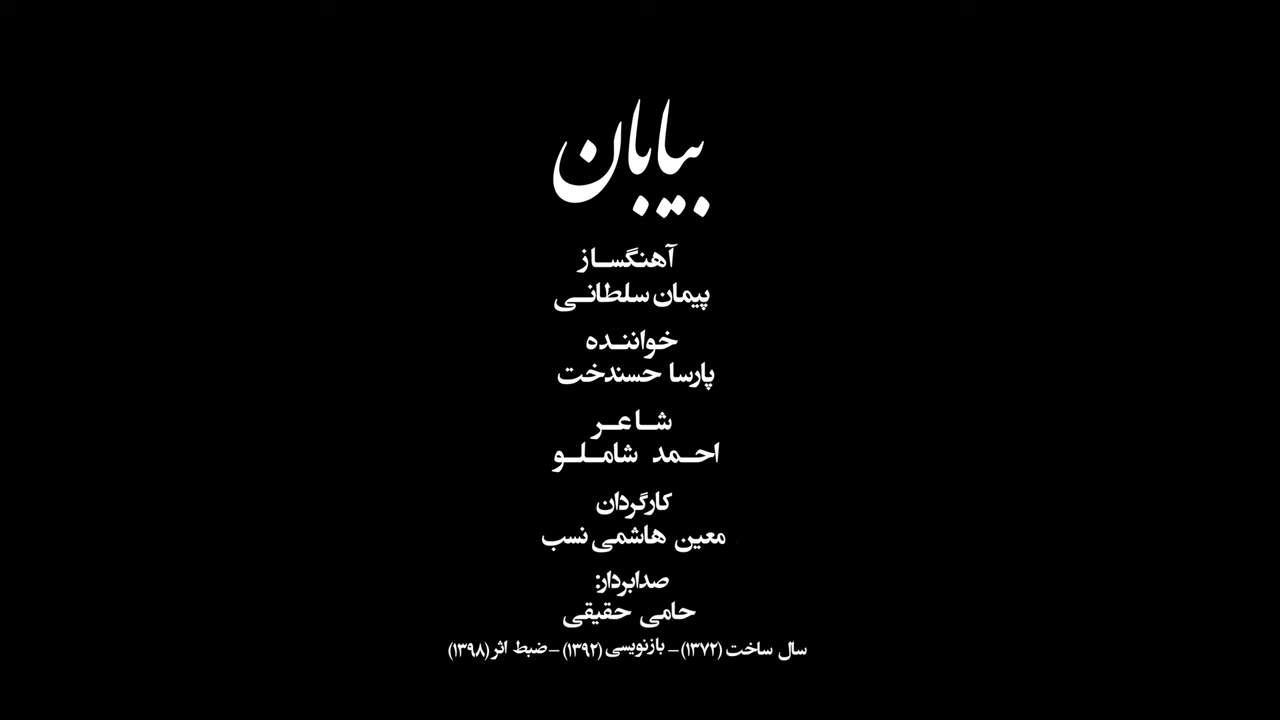 بیابان
آهنگساز
پیمان سلطانی
خواننده
پارسا حسندخت
شاعر
احمد شاملو
کارگردان
معین هاشمی نسب
صدابردار:
حامی حقیقی
سال ساخت (۱۳۷۲) – بازنویسی (۱۳۹۲) – ضبط اثر (۱۳۹۸)